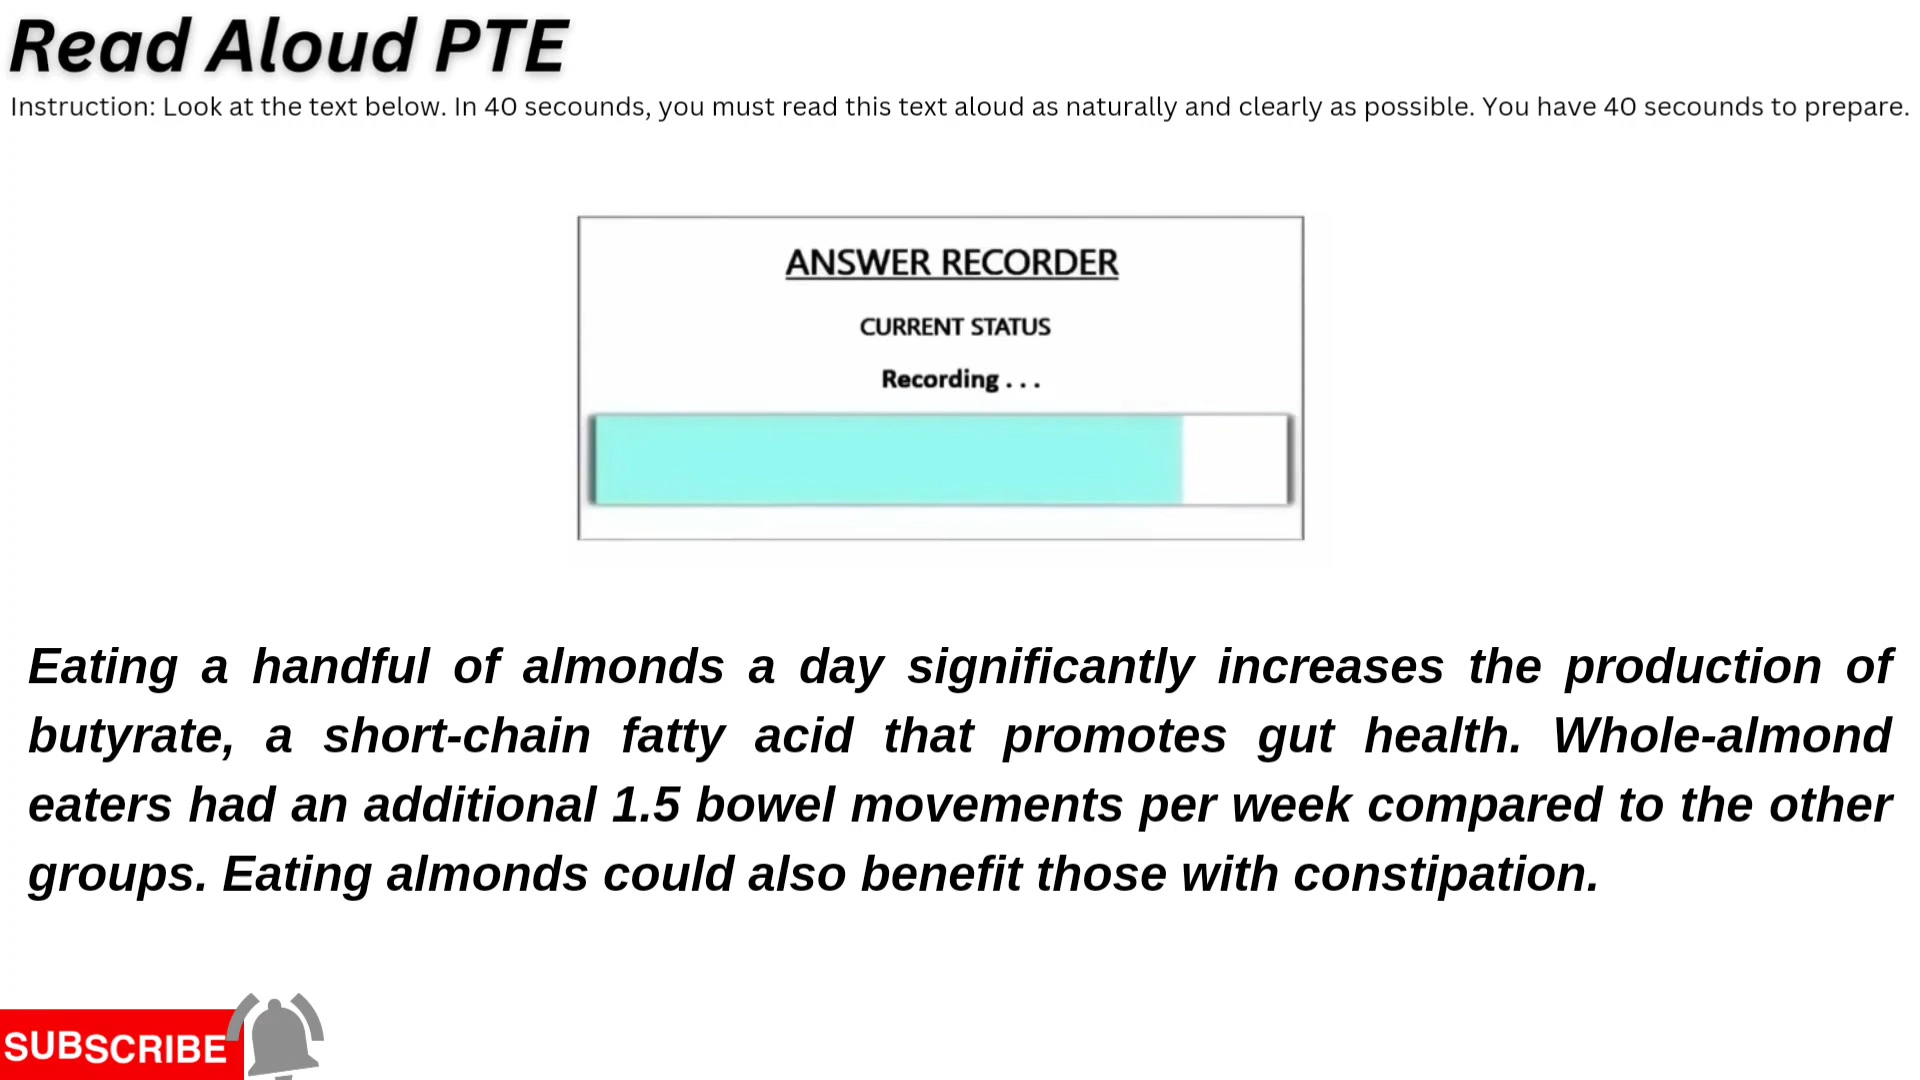 Read Aloud PTE
Instruction: Look at the text below. In 40 secounds, you must read this text aloud as naturally and clearly as possible. You have 40 secounds to prepare.
ANSWER RECORDER
CURRENT STATUS
Recording . . .
Eating a handful of almonds a day significantly increases the production of
butyrate, a short-chain fatty acid that promotes gut health. Whole-almond
eaters had an additional 1.5 bowel movements per week compared to the other
groups. Eating almonds could also benefit those with constipation.
SUBSCRIBE